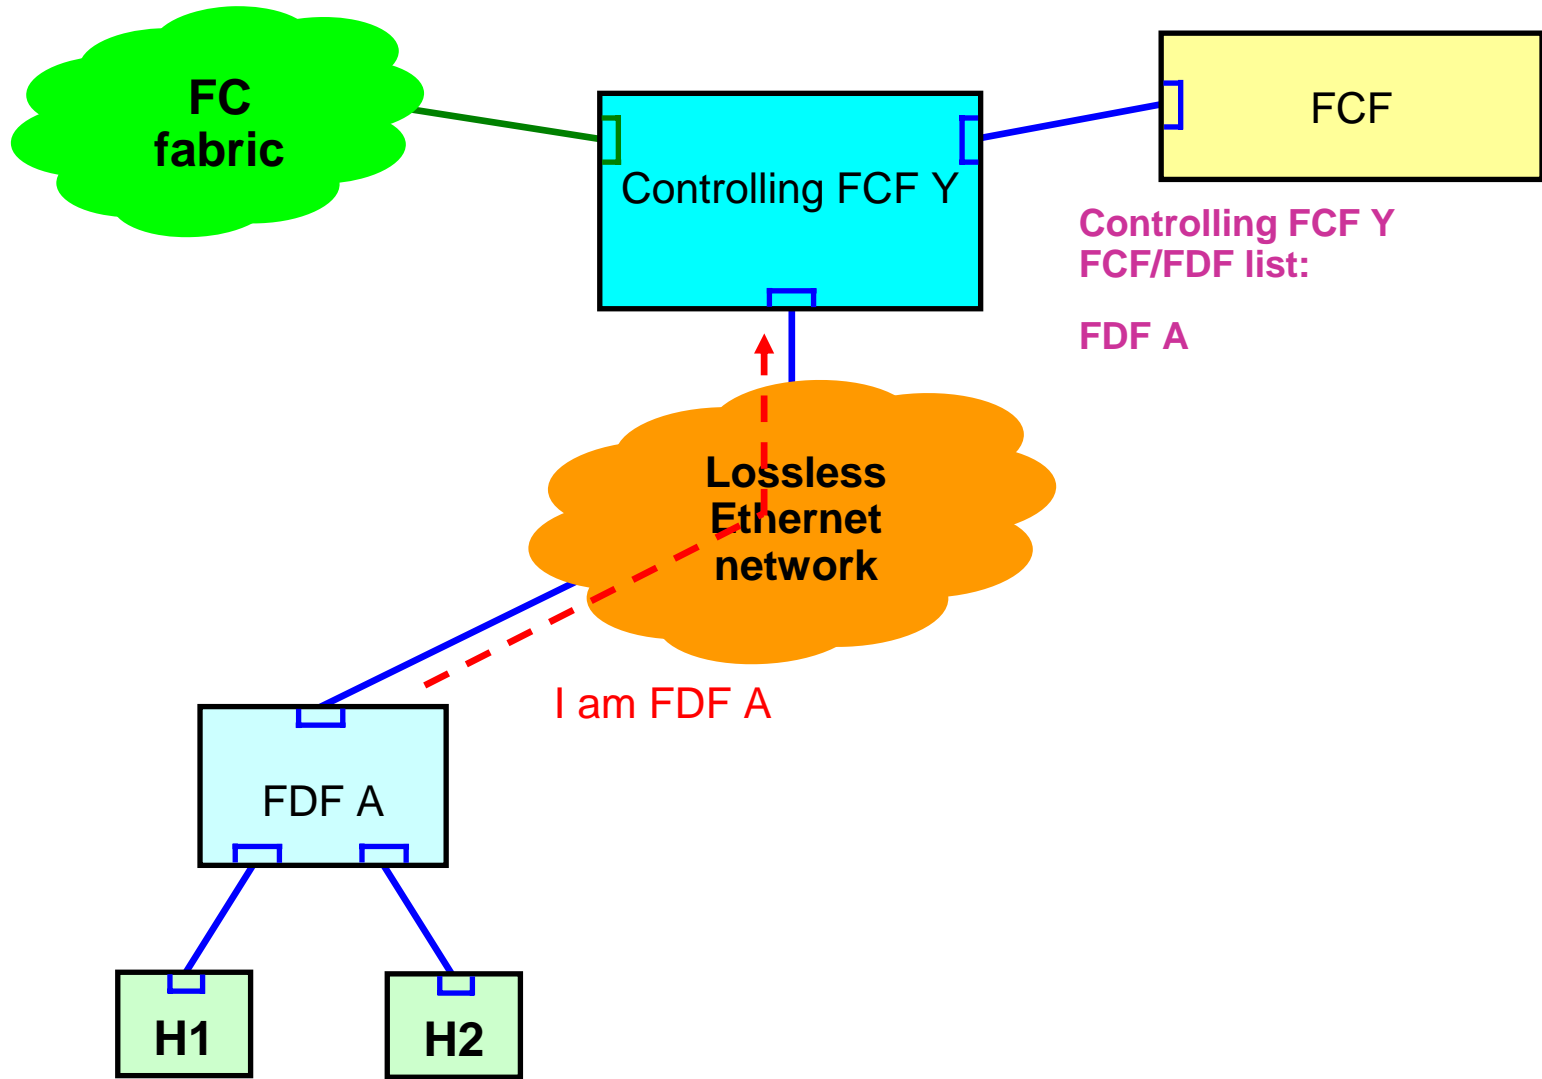 FC
fabric
Controlling FCF Y
FCF
Controlling FCF Y
FCF/FDF list:
FDF A
Lossless
Ethernet
network
I am FDF A
FDF A
H1
H2